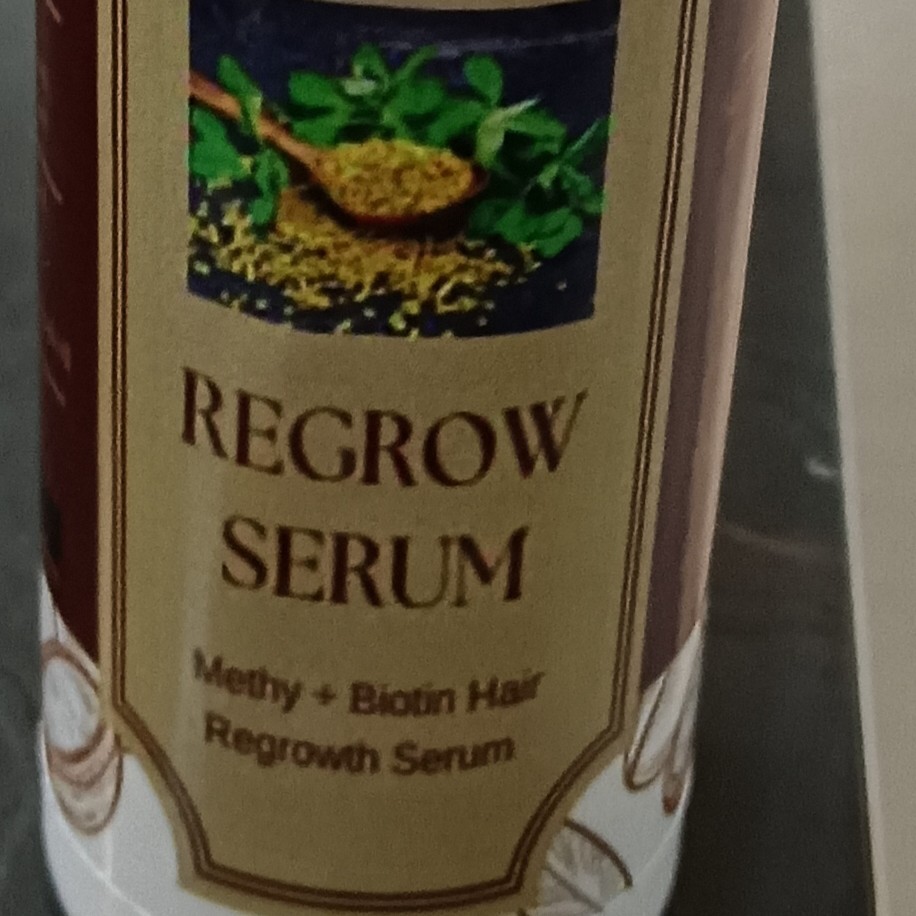 REGROW
SERUM
Methy + Biotin Hair
Regrowth Serum